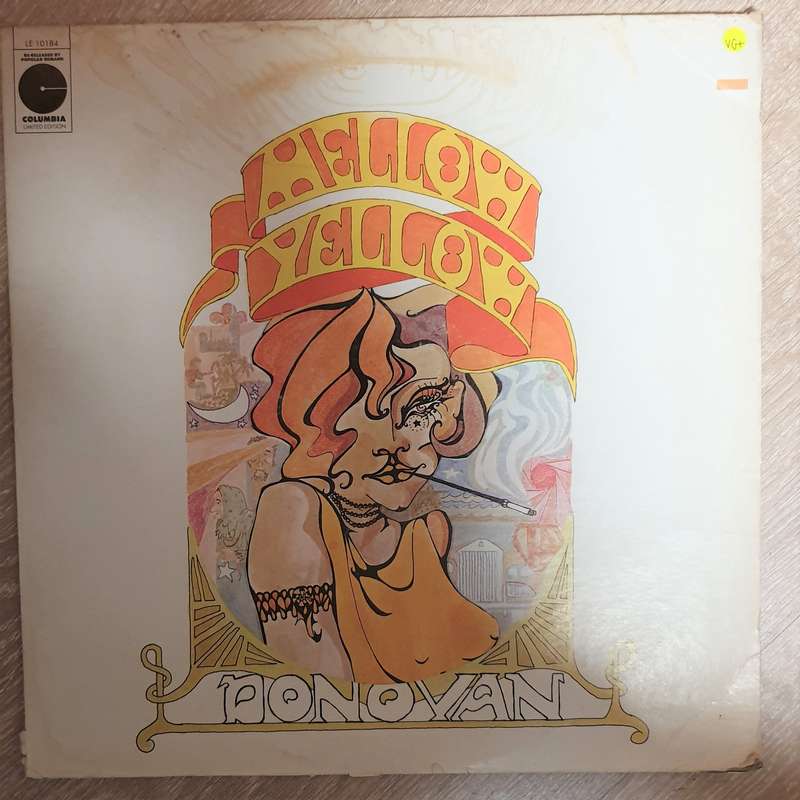 LE 10184
RE-RELEASED BY
POPULAR DEMAND
COLUMBIA
LIMITED EDITION
VG+
MELLOW
YELLOW
DONOVAN